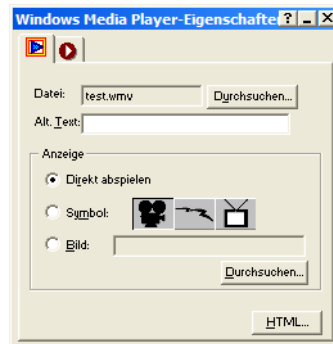 Windows Media Player-Eigenschaften
Datei: test.wmv Durchsuchen...
Alt. Text:
Anzeige
Direkt abspielen
Symbol:
Bild:
Durchsuchen...
HTML...